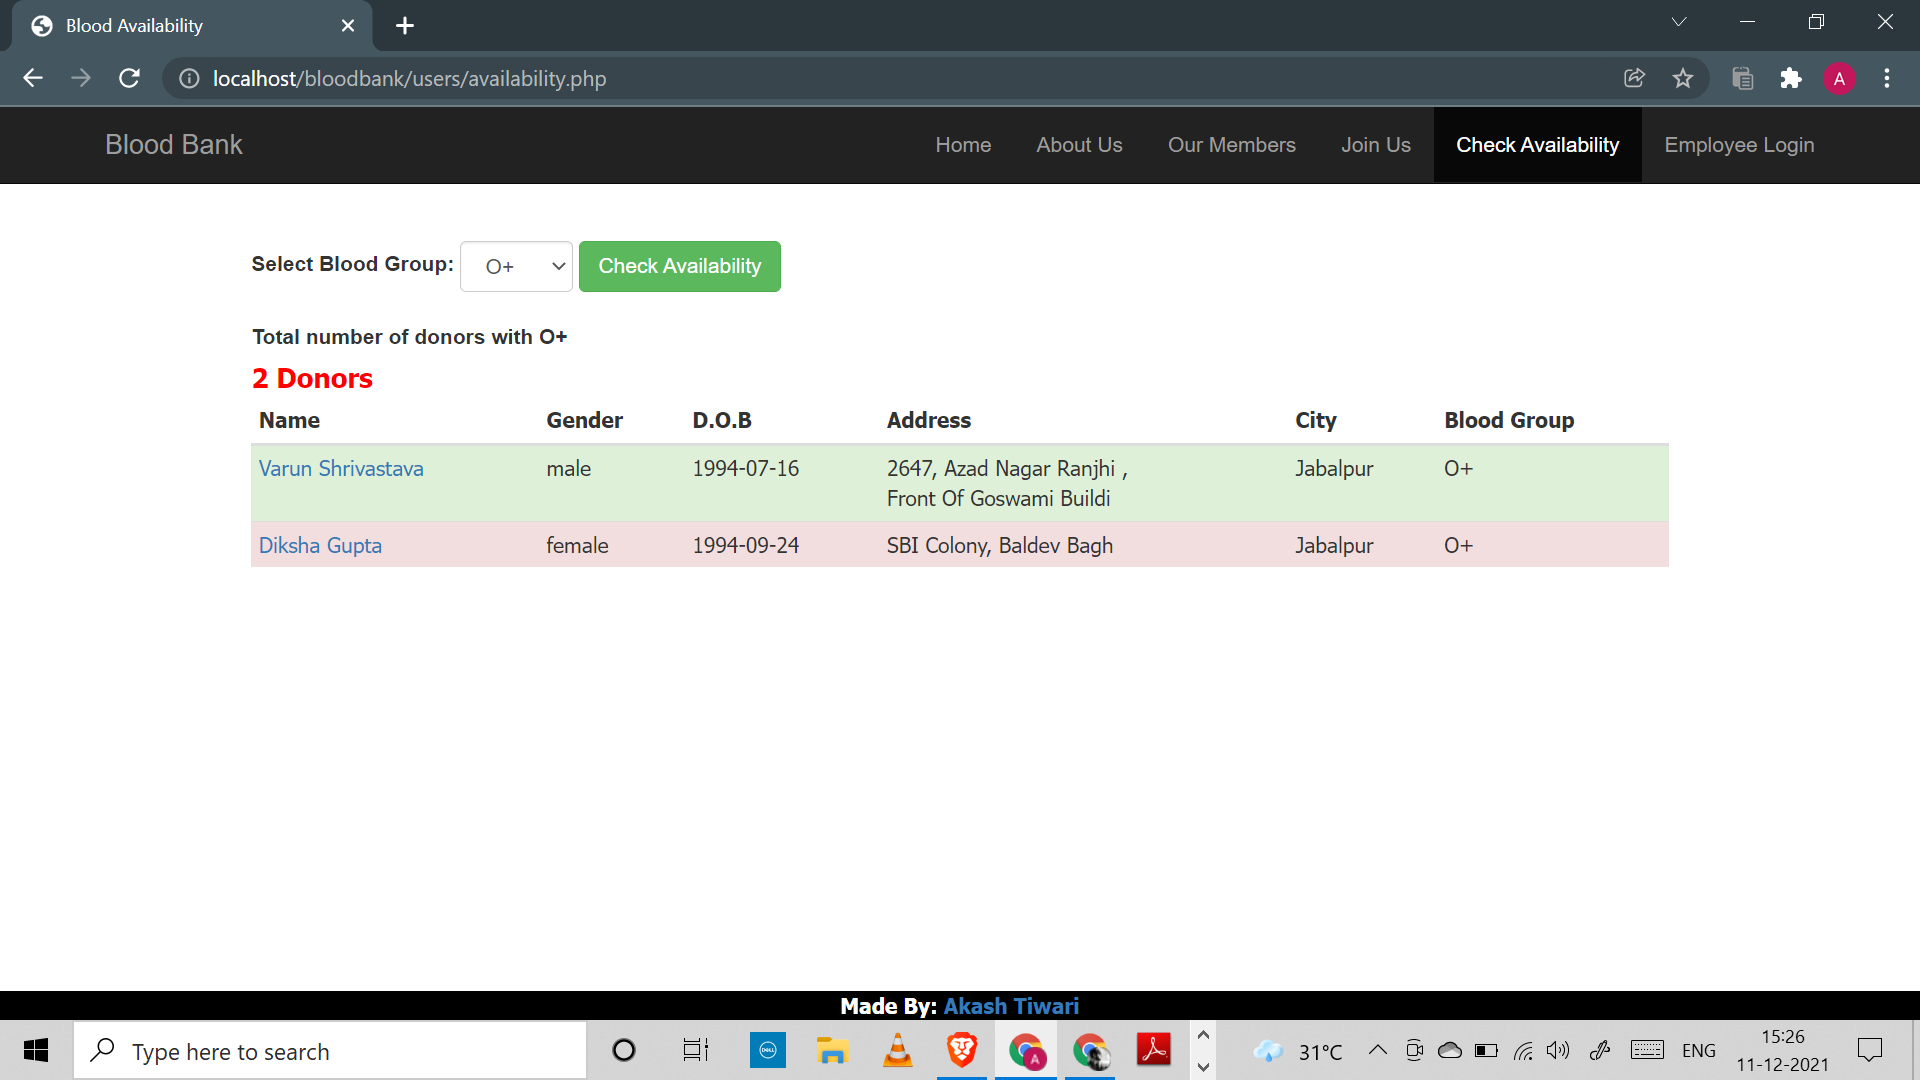 Blood Availability
localhost/bloodbank/users/availability.php
A
Blood Bank Home About Us Our Members Join Us Check Availability Employee Login
Select Blood Group: O+ Check Availability
Total number of donors with O+
2 Donors
Name Gender D.O.B Address City Blood Group
Varun Shrivastava male 1994-07-16 2647, Azad Nagar Ranjhi , Jabalpur O+
Front Of Goswami Buildi
Diksha Gupta female 1994-09-24 SBI Colony, Baldev Bagh Jabalpur O+
Made By: Akash Tiwari
Type here to search
DELL
A
31°C
ENG
15:26
11-12-2021